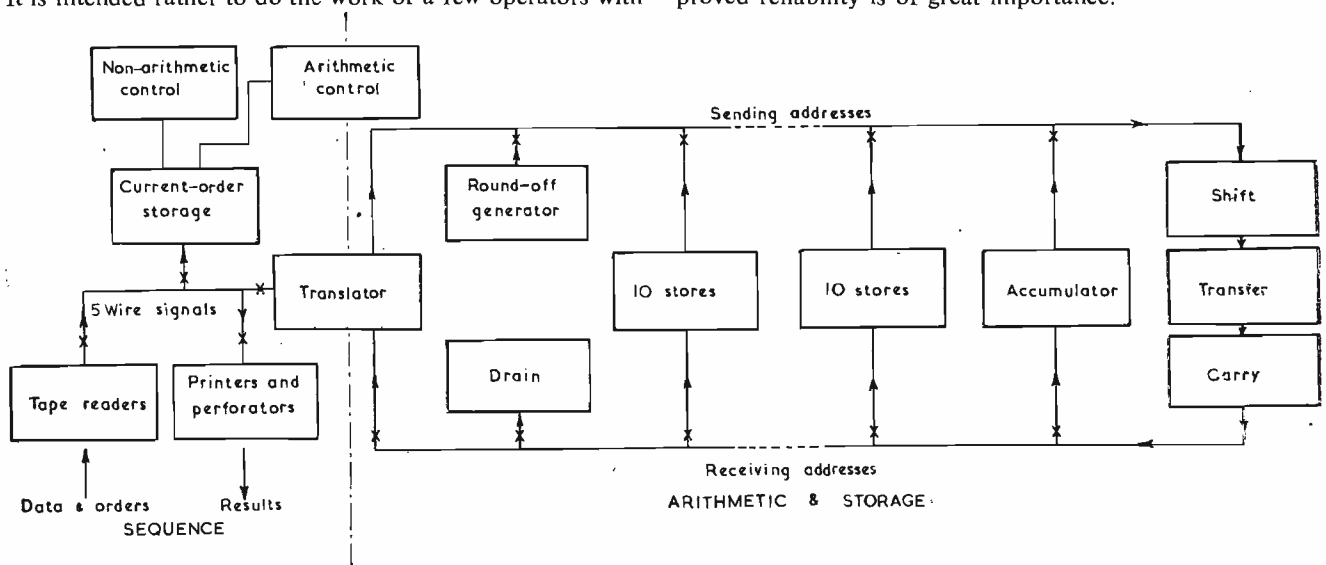 It is intended rather to do the work of a few operators with
proved reliability is of great importance.
Non-arithmetic
control
Arithmetic
control
Sending addresses
Current-order
storage
Round-off
generator
Shift
Translator
10 stores
10 stores
Accumulator
Transfer
5 Wire signals
Tape readers
Printers and
perforators
Drain
Carry
Receiving addresses
Data & orders
Results
SEQUENCE
ARITHMETIC & STORAGE